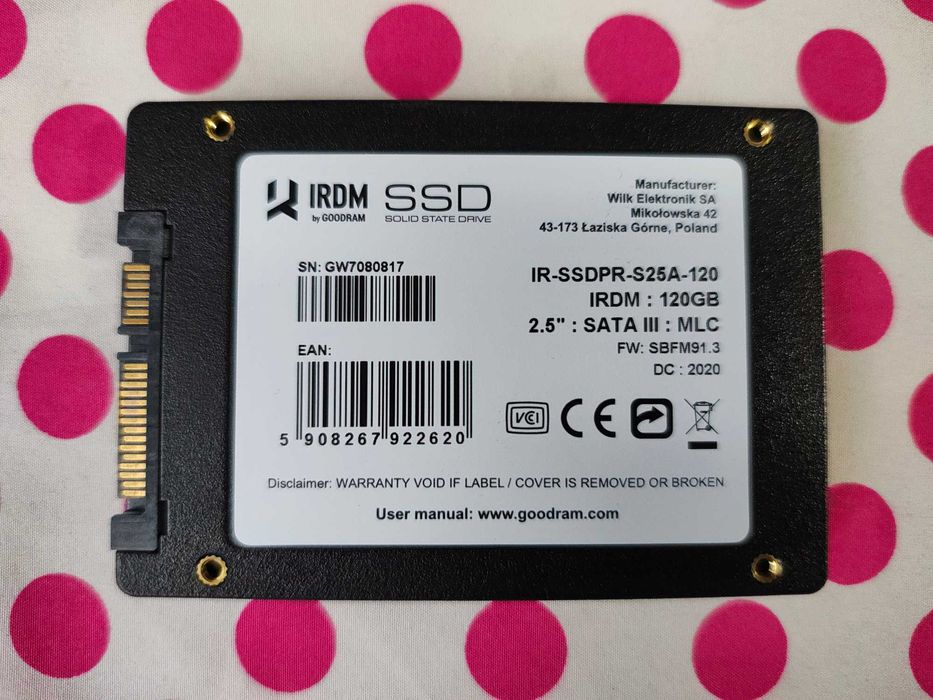 IRDM
by GOODRAM
SSD
SOLID STATE DRIVE
Manufacturer:
Wilk Elektronik SA
Mikołowska 42
43-173 Łaziska Górne, Poland
SN: GW7080817
IR-SSDPR-S25A-120
IRDM : 120GB
2.5" : SATA III : MLC
FW: SBFM91.3
DC : 2020
EAN:
5 908267 922620
VCI
CE
Disclaimer: WARRANTY VOID IF LABEL / COVER IS REMOVED OR BROKEN
User manual: www.goodram.com